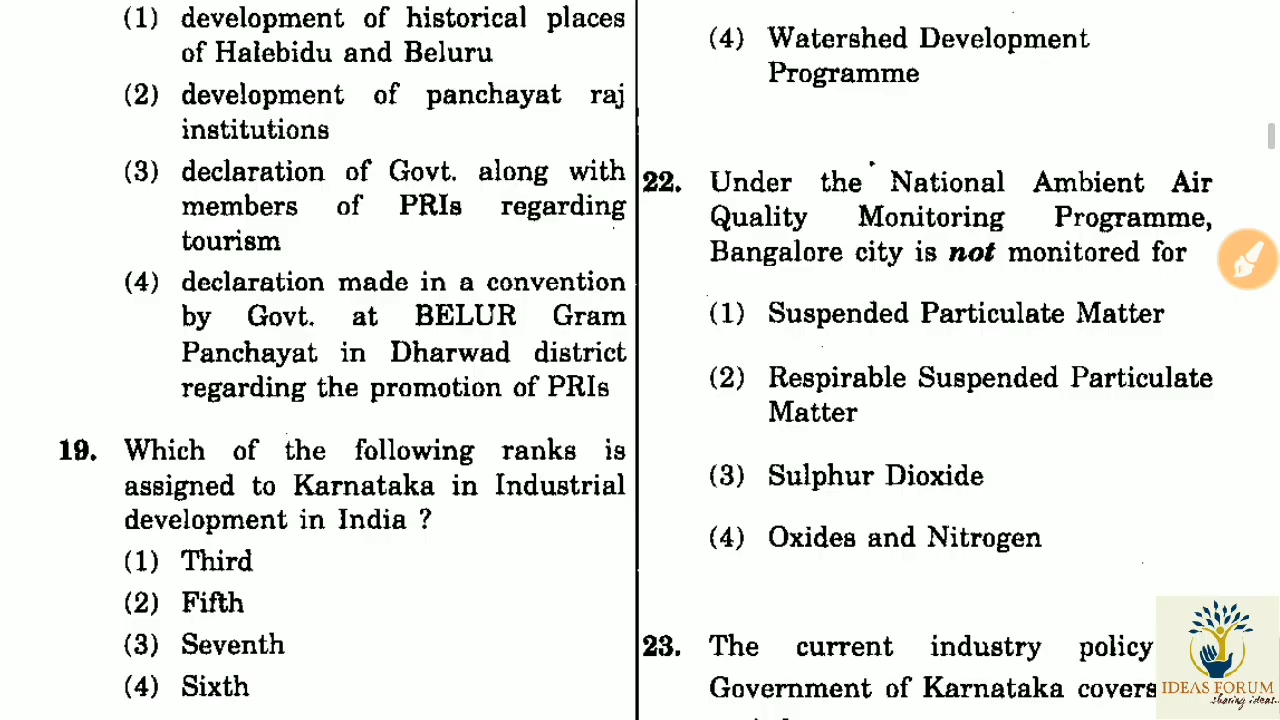 (1) development of historical places
of Halebidu and Beluru
(2) development of panchayat raj
institutions
(3) declaration of Govt. along with
members of PRIs regarding
tourism
(4) declaration made in a convention
by Govt. at BELUR Gram
Panchayat in Dharwad district
regarding the promotion of PRIs
19. Which of the following ranks is
assigned to Karnataka in Industrial
development in India ?
(1) Third
(2) Fifth
(3) Seventh
(4) Sixth
(4) Watershed Development
Programme
22. Under the National Ambient Air
Quality Monitoring Programme,
Bangalore city is not monitored for
(1) Suspended Particulate Matter
(2) Respirable Suspended Particulate
Matter
(3) Sulphur Dioxide
(4) Oxides and Nitrogen
23. The current industry policy
Government of Karnataka covers
IDEAS FORUM
sharing ideas